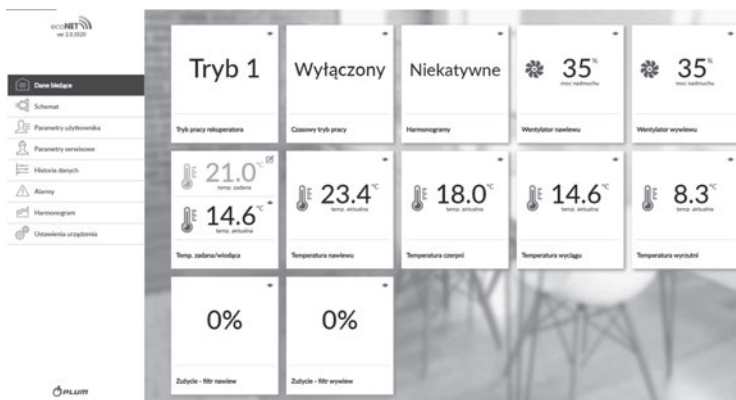 ecoNET
ver 2.0.3520
Dane bieżące
Schemat
Parametry użytkownika
Parametry serwisowe
Historia danych
Alarmy
Harmonogram
Ustawienia urządzenia
PLUM
Tryb 1
Tryb pracy rekuperatora
Wyłączony
Czasowy tryb pracy
Niekatywne
Harmonogramy
35%
moc nadmuchu
Wentylator nawiewu
35%
moc nadmuchu
Wentylator wywiewu
21.0°C
temp. zadana
14.6°C
temp. aktualna
Temp. zadana/wiodąca
23.4°C
temp. aktualna
Temperatura nawiewu
18.0°C
temp. aktualna
Temperatura czerpni
14.6°C
temp. aktualna
Temperatura wyciągu
8.3°C
temp. aktualna
Temperatura wyrzutni
0%
Zużycie - filtr nawiew
0%
Zużycie - filtr wywiew